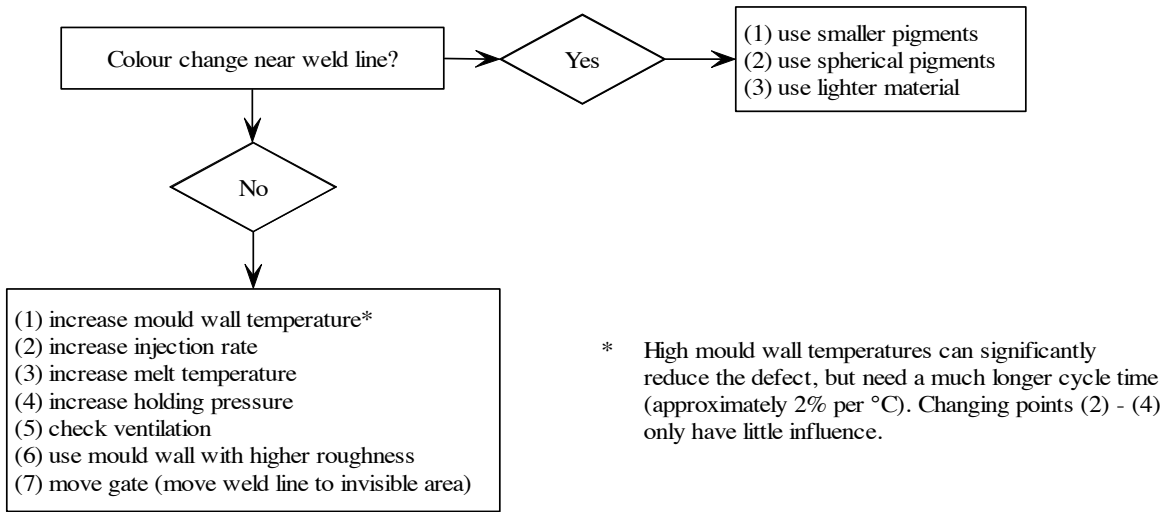 Colour change near weld line?
Yes
(1) use smaller pigments
(2) use spherical pigments
(3) use lighter material
No
(1) increase mould wall temperature*
(2) increase injection rate
(3) increase melt temperature
(4) increase holding pressure
(5) check ventilation
(6) use mould wall with higher roughness
(7) move gate (move weld line to invisible area)
* High mould wall temperatures can significantly
reduce the defect, but need a much longer cycle time
(approximately 2% per °C). Changing points (2) - (4)
only have little influence.